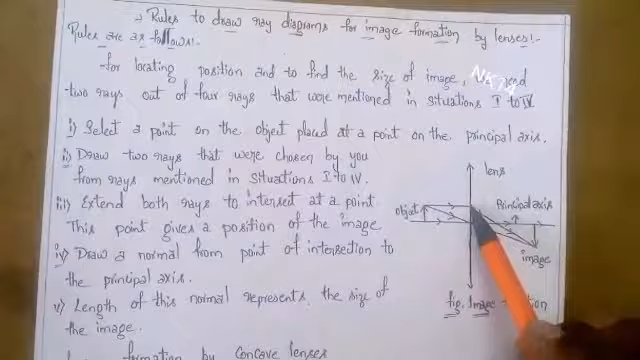 → Rules to draw ray diagrams for image formation by lenses:-
Rules are as follows:-
for locating position and to find the size of image,
two rays out of four rays that were mentioned in situations I to IV.
i) Select a point on the object placed at a point on the principal axis.
ii) Draw two rays that were chosen by you
from rays mentioned in situations I to IV.
iii) Extend both rays to intersect at a point
This point gives a position of the image
iv) Draw a normal from point of intersection to
the principal axis.
v) Length of this normal represents the size of
the image.
lens
Principal axis
object
image
fig. Image
formation by concave lenses